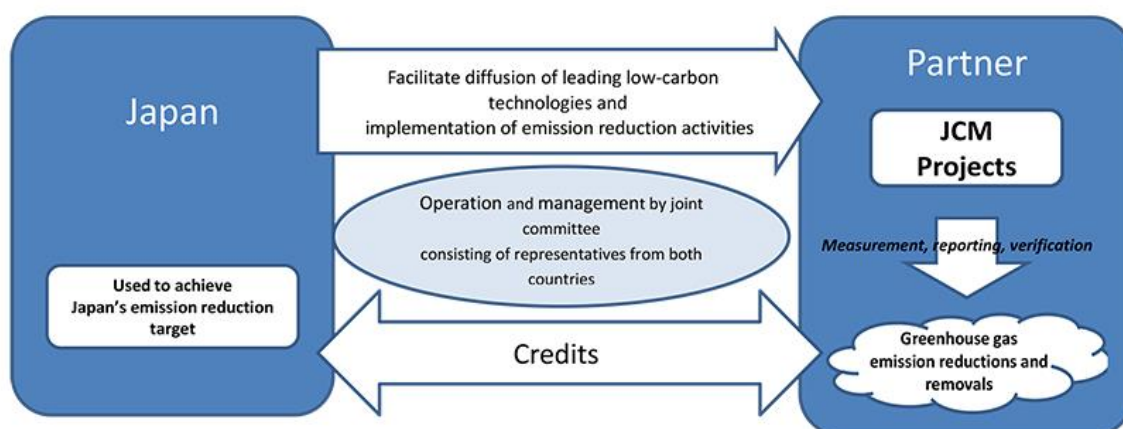 Japan
Used to achieve
Japan’s emission reduction
target
Facilitate diffusion of leading low-carbon
technologies and
implementation of emission reduction activities
Operation and management by joint
committee
consisting of representatives from both
countries
Credits
Partner
JCM
Projects
Measurement, reporting, verification
Greenhouse gas
emission reductions and
removals